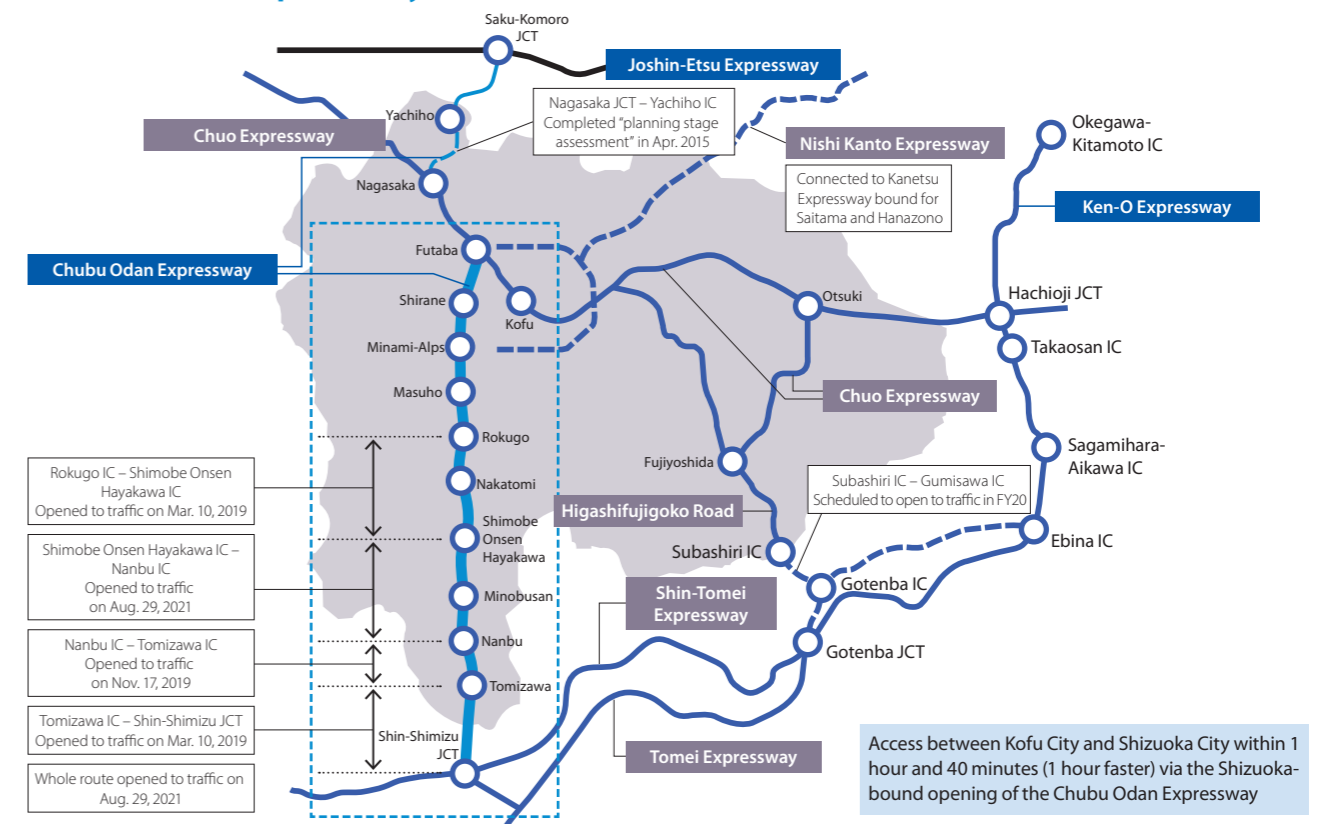 Saku-Komoro
JCT
Joshin-Etsu Expressway
Yachiho
Nagasaka JCT – Yachiho IC
Completed “planning stage
assessment” in Apr. 2015
Chuo Expressway
Nishi Kanto Expressway
Okegawa-
Kitamoto IC
Nagasaka
Connected to Kanetsu
Expressway bound for
Saitama and Hanazono
Ken-O Expressway
Futaba
Chubu Odan Expressway
Shirane
Kofu
Otsuki
Hachioji JCT
Minami-Alps
Takaosan IC
Masuho
Chuo Expressway
Rokugo
Sagamihara-
Aikawa IC
Fujiyoshida
Rokugo IC – Shimobe Onsen
Hayakawa IC
Opened to traffic on Mar. 10, 2019
Nakatomi
Subashiri IC – Gumisawa IC
Scheduled to open to traffic in FY20
Higashifujigoko Road
Shimobe
Onsen
Hayakawa
Subashiri IC
Ebina IC
Shimobe Onsen Hayakawa IC –
Nanbu IC
Opened to traffic
on Aug. 29, 2021
Minobusan
Shin-Tomei
Expressway
Gotenba IC
Nanbu
Gotenba JCT
Nanbu IC – Tomizawa IC
Opened to traffic
on Nov. 17, 2019
Tomizawa
Tomizawa IC – Shin-Shimizu JCT
Opened to traffic on Mar. 10, 2019
Shin-Shimizu
JCT
Tomei Expressway
Whole route opened to traffic on
Aug. 29, 2021
Access between Kofu City and Shizuoka City within 1
hour and 40 minutes (1 hour faster) via the Shizuoka-
bound opening of the Chubu Odan Expressway